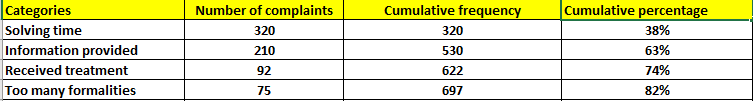 Categories Number of complaints Cumulative frequency Cumulative percentage
Solving time 320 320 38%
Information provided 210 530 63%
Received treatment 92 622 74%
Too many formalities 75 697 82%